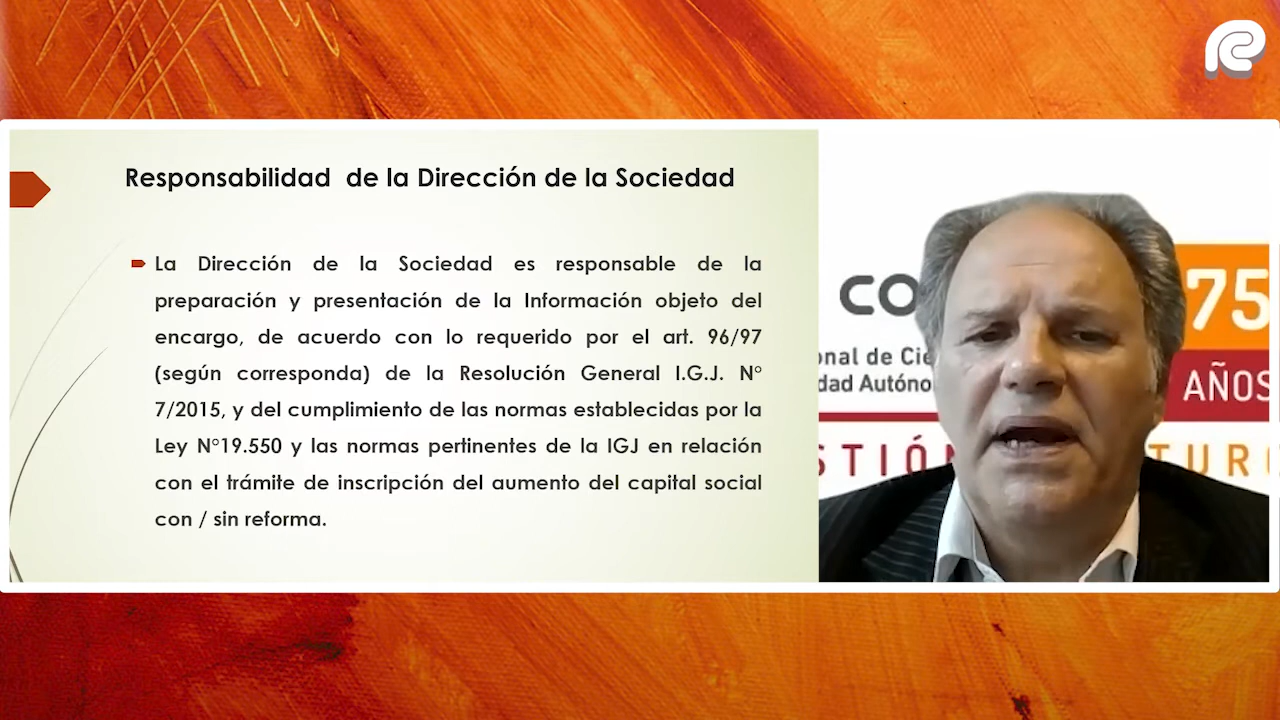 Responsabilidad de la Dirección de la Sociedad
La Dirección de la Sociedad es responsable de la
preparación y presentación de la Información objeto del
encargo, de acuerdo con lo requerido por el art. 96/97
(según corresponda) de la Resolución General I.G.J. Nº
7/2015, y del cumplimiento de las normas establecidas por la
Ley Nº19.550 y las normas pertinentes de la IGJ en relación
con el trámite de inscripción del aumento del capital social
con / sin reforma.
75
AÑOS